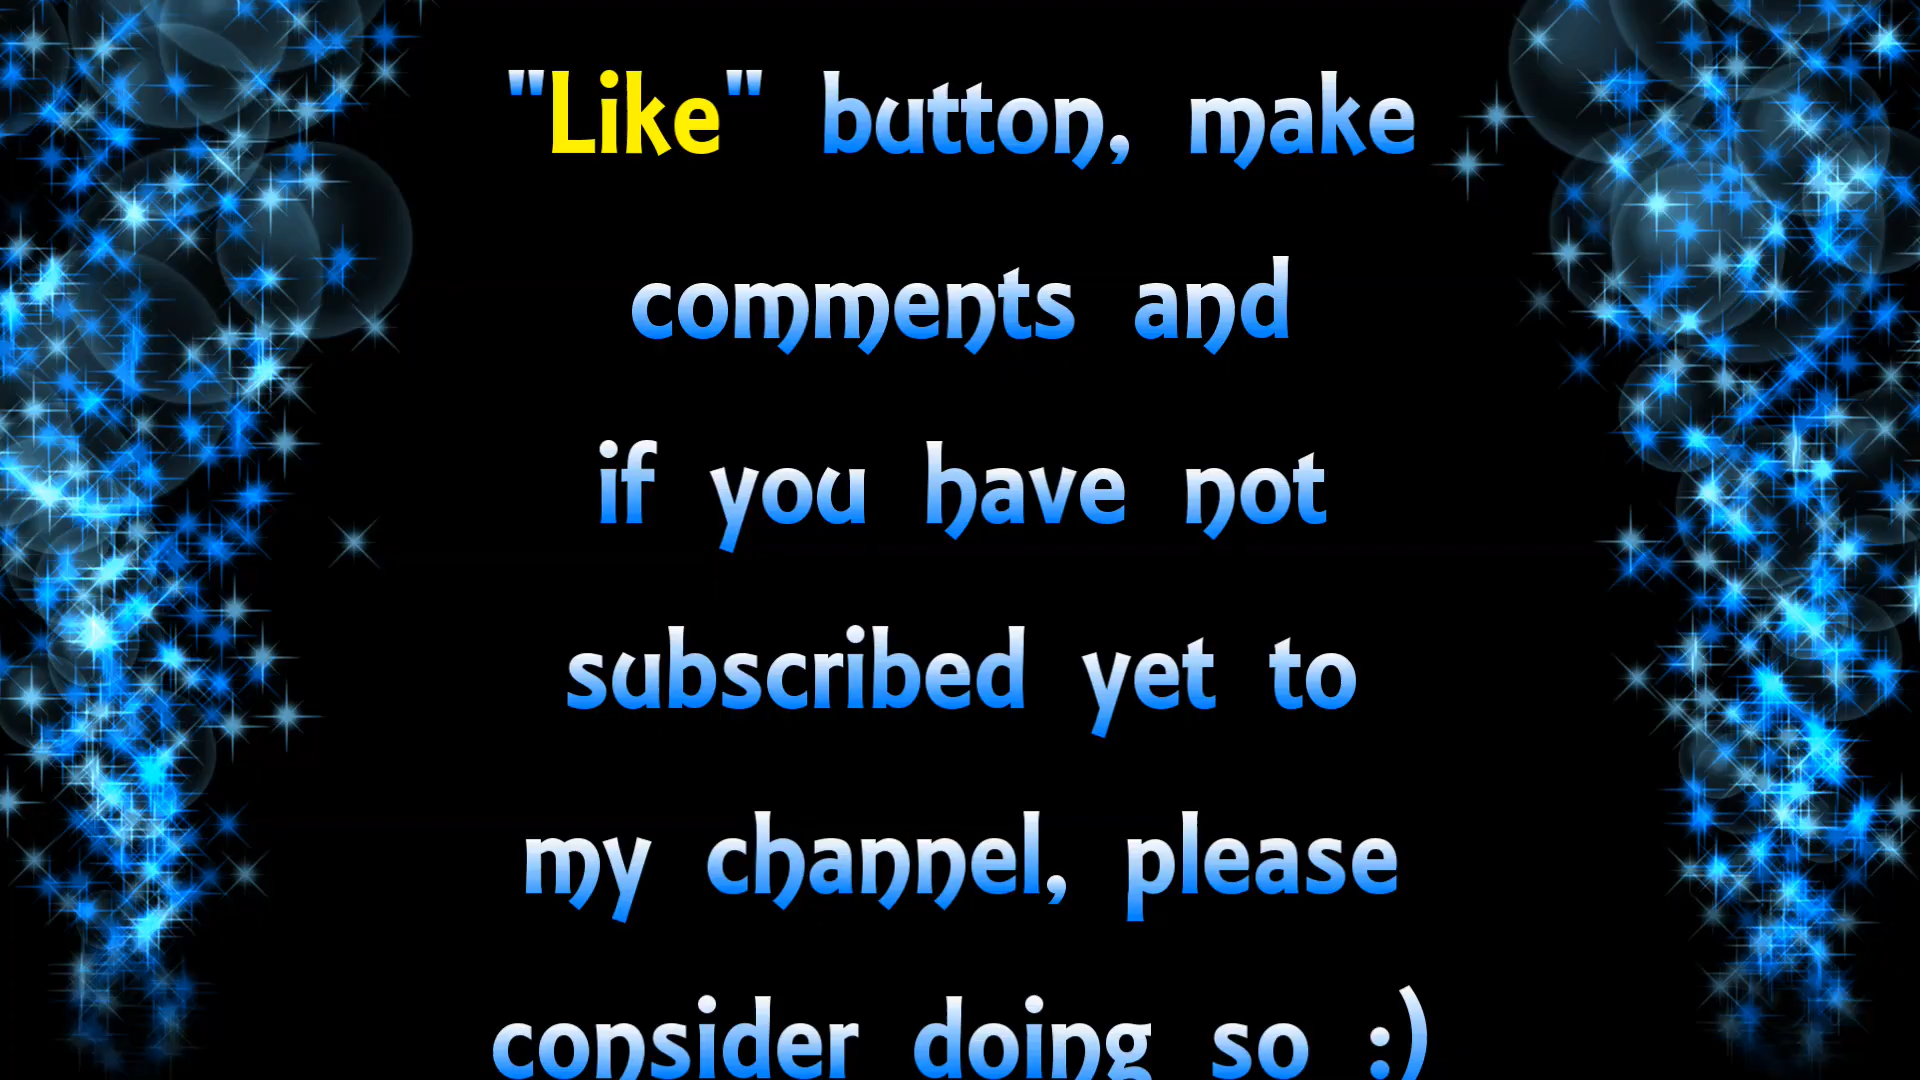 "Like" button, make
comments and
if you have not
subscribed yet to
my channel, please
consider doing so :)